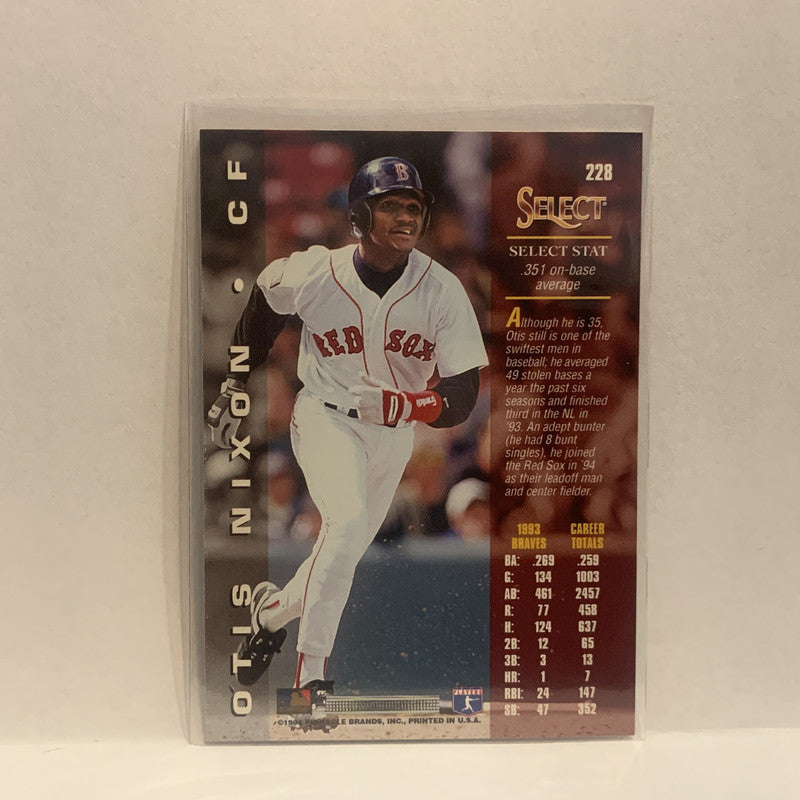 OTIS NIXON • CF
B
RED SOX
Franklin
228
SELECT
SELECT STAT
.351 on-base
average
Although he is 35,
Otis still is one of the
swiftest men in
baseball; he averaged
49 stolen bases a
year the past six
seasons and finished
third in the NL in
'93. An adept bunter
(he had 8 bunt
singles), he joined
the Red Sox in '94
as their leadoff man
and center fielder.
1993 CAREER
BRAVES TOTALS
BA: .269 .259
G: 134 1003
AB: 461 2457
R: 77 458
H: 124 637
2B: 12 65
3B: 3 13
HR: 1 7
RBI: 24 147
SB: 47 352
PLAYERS
©1994 PINNACLE BRANDS, INC., PRINTED IN U.S.A.